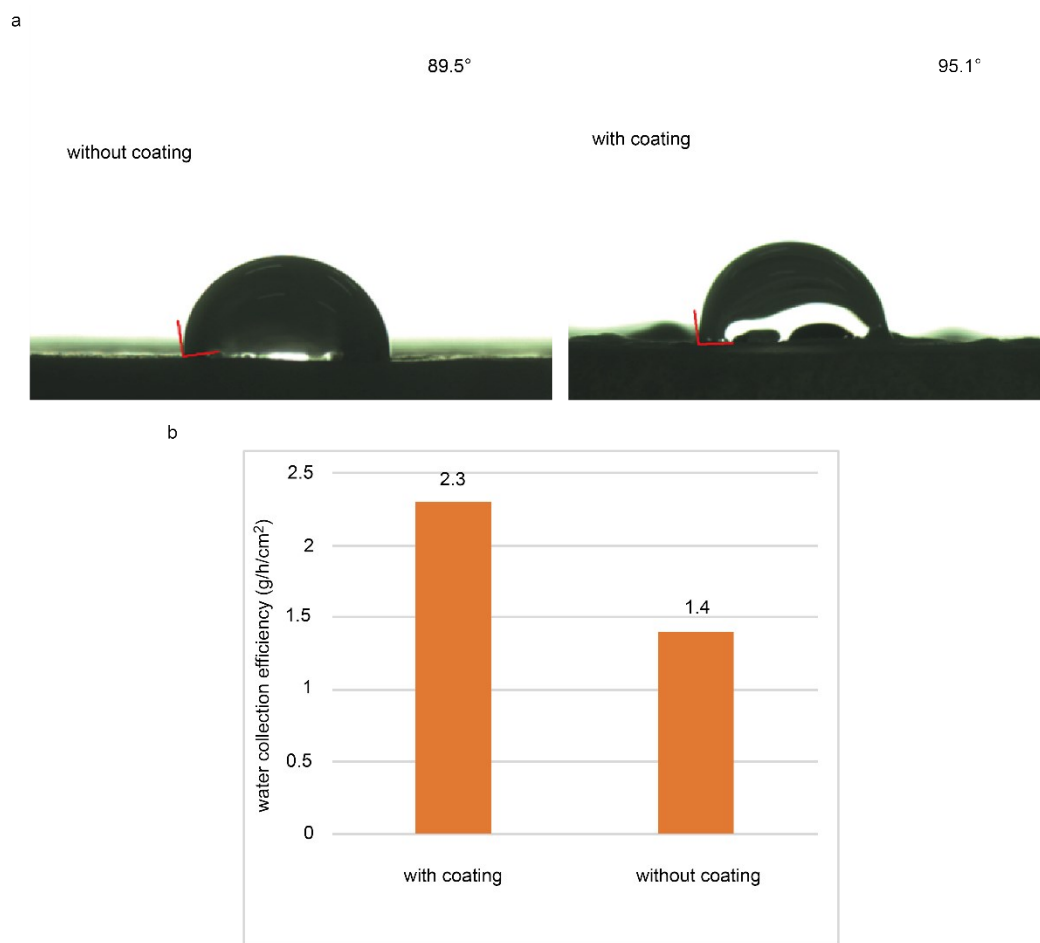 a
89.5°
95.1°
without coating
with coating
b
water collection efficiency (g/h/cm²)
2.5
2
1.5
1
0.5
0
2.3
1.4
with coating
without coating